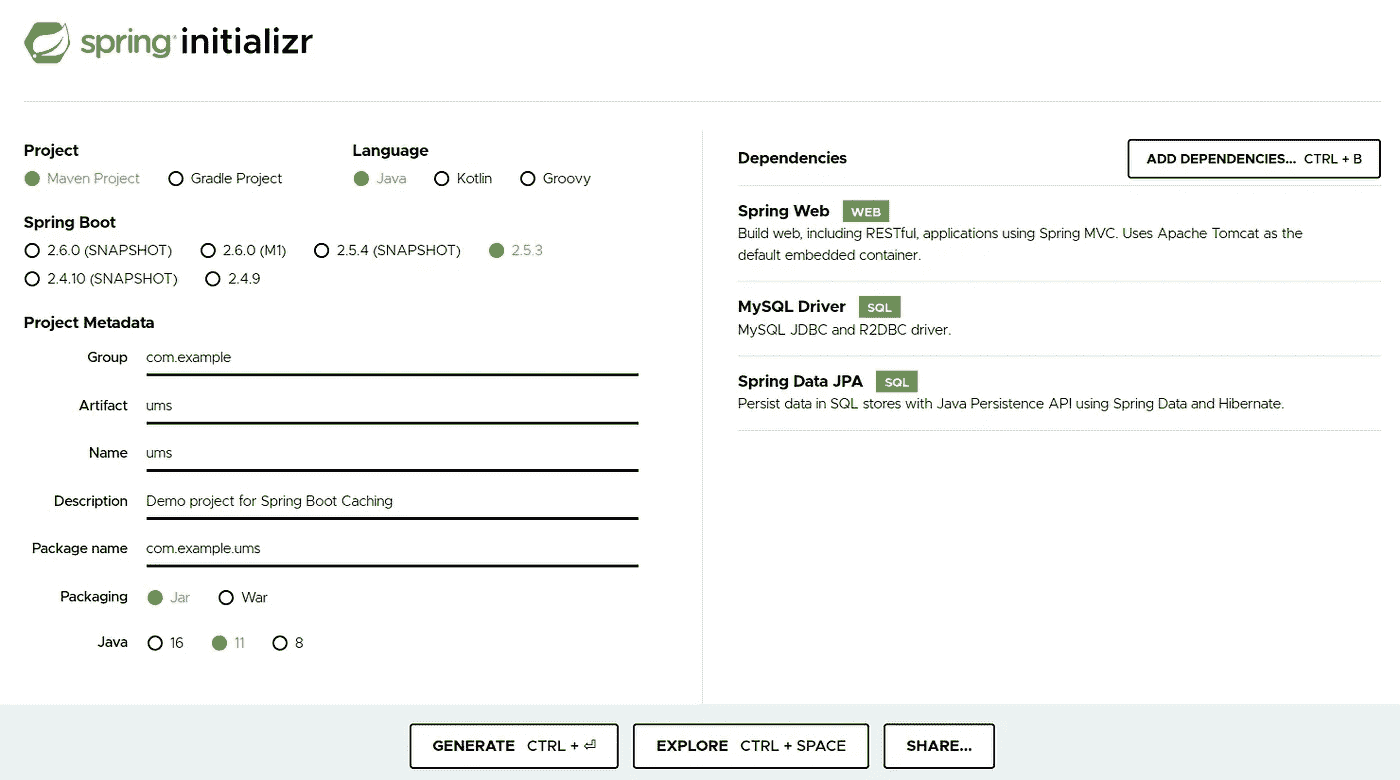 spring initializr
Project
Maven Project Gradle Project
Language
Java Kotlin Groovy
Spring Boot
2.6.0 (SNAPSHOT) 2.6.0 (M1) 2.5.4 (SNAPSHOT) 2.5.3
2.4.10 (SNAPSHOT) 2.4.9
Project Metadata
Group com.example
Artifact ums
Name ums
Description Demo project for Spring Boot Caching
Package name com.example.ums
Packaging Jar War
Java 16 11 8
Dependencies ADD DEPENDENCIES... CTRL + B
Spring Web WEB
Build web, including RESTful, applications using Spring MVC. Uses Apache Tomcat as the
default embedded container.
MySQL Driver SQL
MySQL JDBC and R2DBC driver.
Spring Data JPA SQL
Persist data in SQL stores with Java Persistence API using Spring Data and Hibernate.
GENERATE CTRL + ⏎ EXPLORE CTRL + SPACE SHARE...